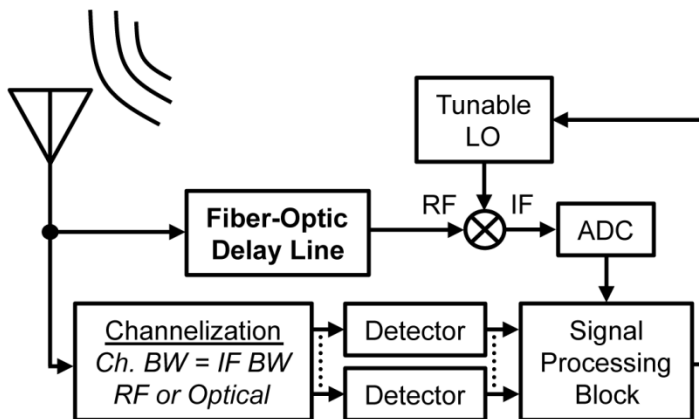 Tunable
LO
RF
IF
Fiber-Optic
Delay Line
ADC
Channelization
Ch. BW = IF BW
RF or Optical
Detector
Detector
Signal
Processing
Block